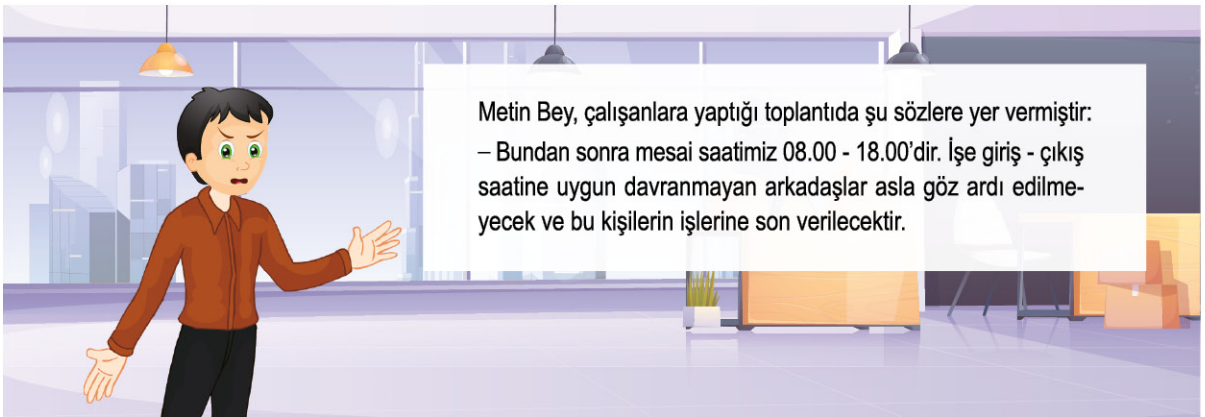 Metin Bey, çalışanlara yaptığı toplantıda şu sözlere yer vermiştir:
– Bundan sonra mesai saatimiz 08.00 - 18.00’dir. İşe giriş - çıkış
saatine uygun davranmayan arkadaşlar asla göz ardı edilme-
yecek ve bu kişilerin işlerine son verilecektir.